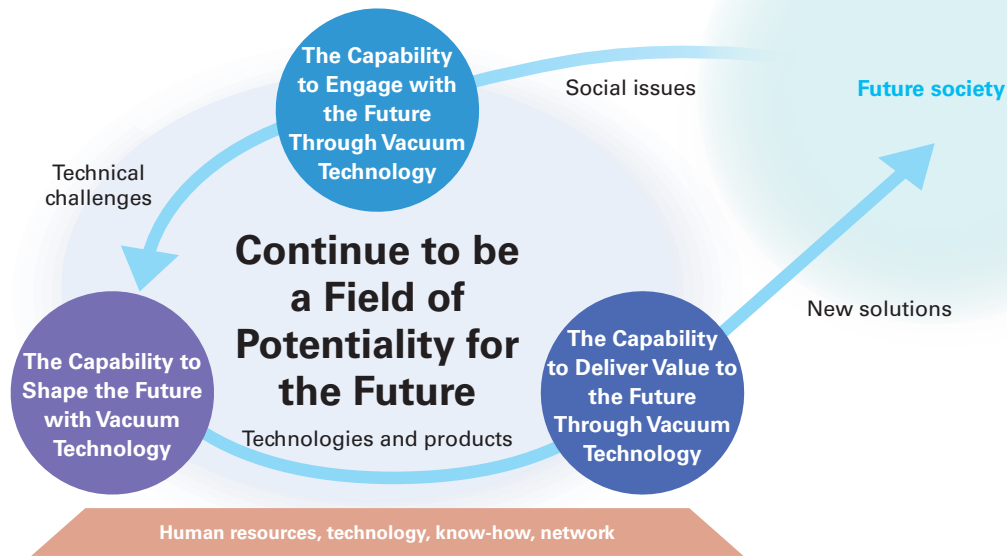 The Capability
to Engage with
the Future
Through Vacuum
Technology
Social issues
Future society
Technical
challenges
Continue to be
a Field of
Potentiality for
the Future
New solutions
The Capability to
Shape the Future
with Vacuum
Technology
Technologies and products
The Capability
to Deliver Value to
the Future
Through Vacuum
Technology
Human resources, technology, know-how, network